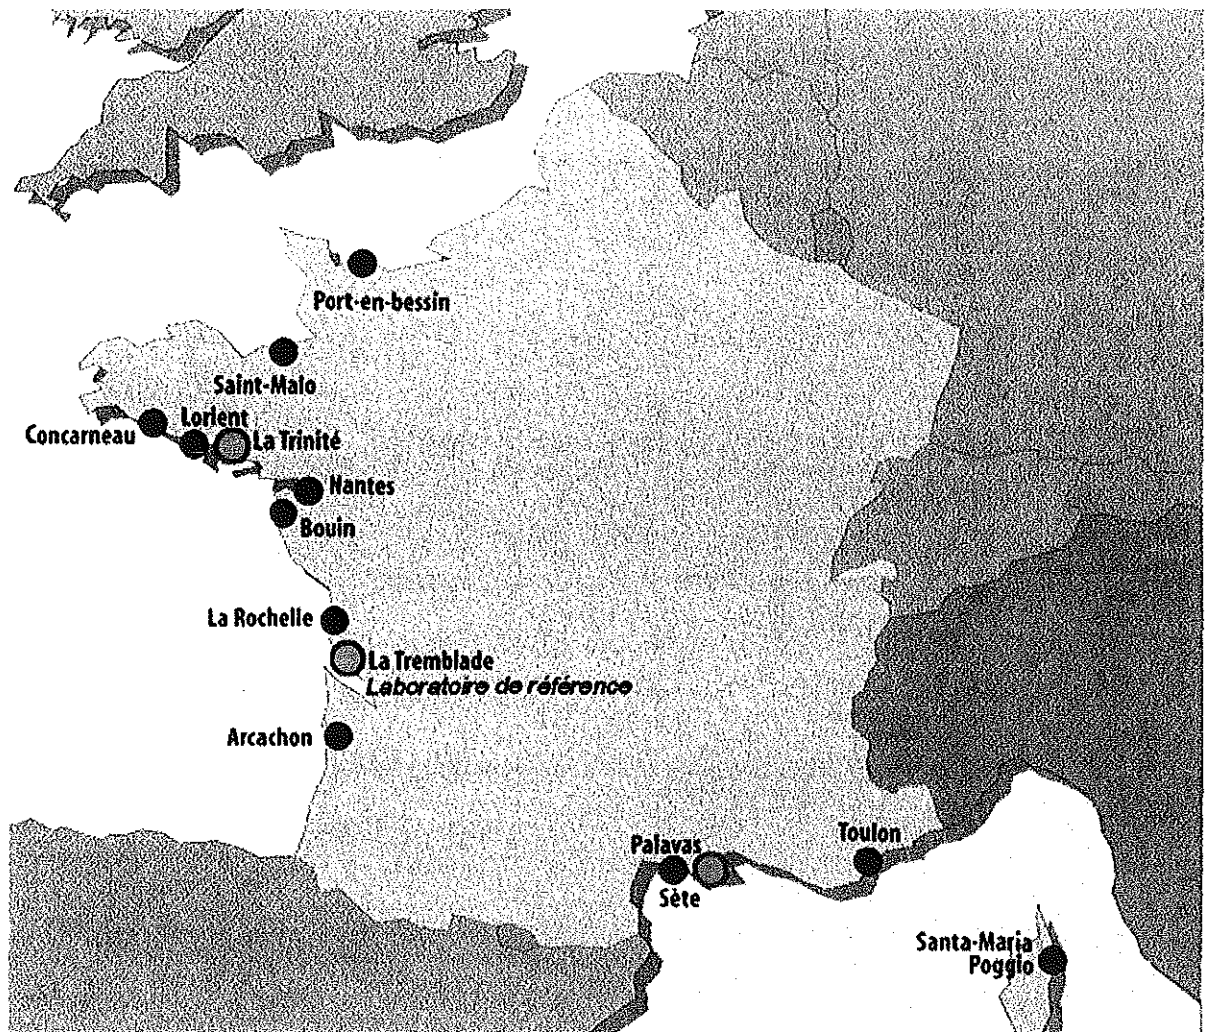 Port-en-bessin
Saint-Malo
Lorient
Concarneau
La Trinité
Nantes
Bouin
La Rochelle
La Tremblade
Laboratoire de référence
Arcachon
Toulon
Palavas
Sète
Santa-Maria
Poggio